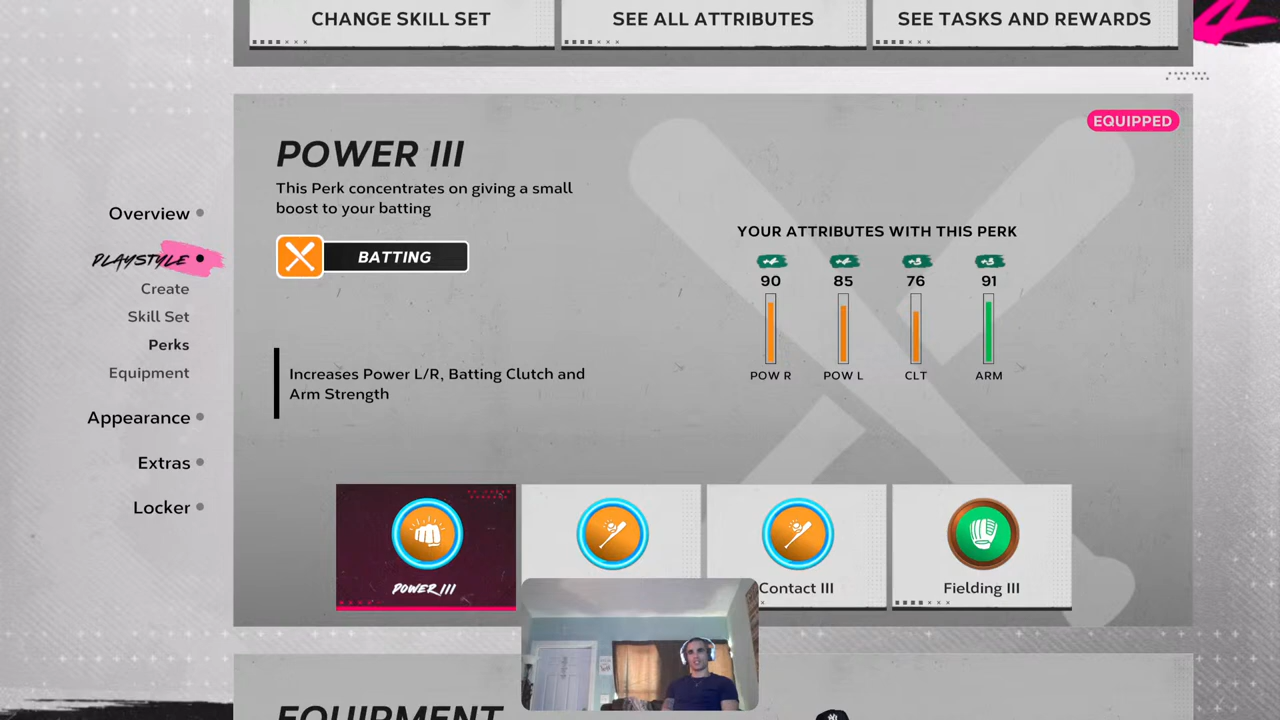 CHANGE SKILL SET
SEE ALL ATTRIBUTES
SEE TASKS AND REWARDS
EQUIPPED
POWER III
This Perk concentrates on giving a small
boost to your batting
BATTING
Increases Power L/R, Batting Clutch and
Arm Strength
YOUR ATTRIBUTES WITH THIS PERK
+3 +3
90 85 76 91
POW R POW L CLT ARM
Overview
PLAYSTYLE
Create
Skill Set
Perks
Equipment
Appearance
Extras
Locker
POWER III
Contact III
Fielding III
EQUIPMENT